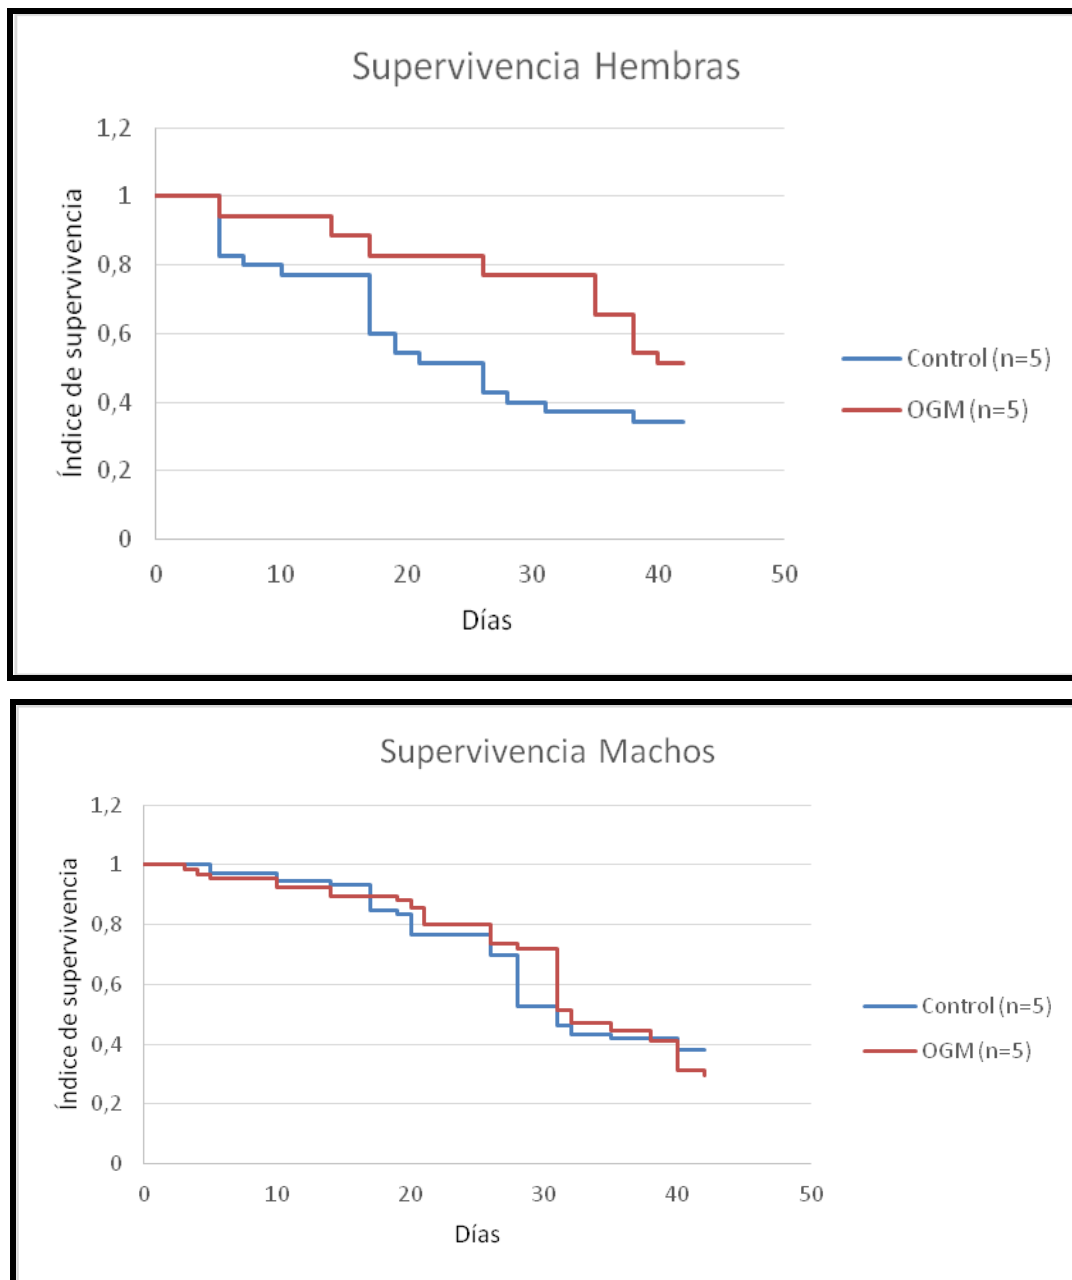 Supervivencia Hembras
1,2
1
0,8
0,6
0,4
0,2
0
Índice de supervivencia
0 10 20 30 40 50
Días
Control (n=5)
OGM (n=5)
Supervivencia Machos
1,2
1
0,8
0,6
0,4
0,2
0
Índice de supervivencia
0 10 20 30 40 50
Días
Control (n=5)
OGM (n=5)